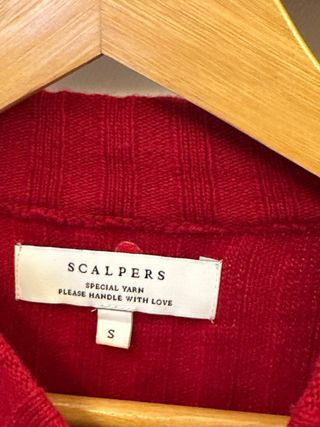 SCALPERS
SPECIAL YARN
PLEASE HANDLE WITH LOVE
S